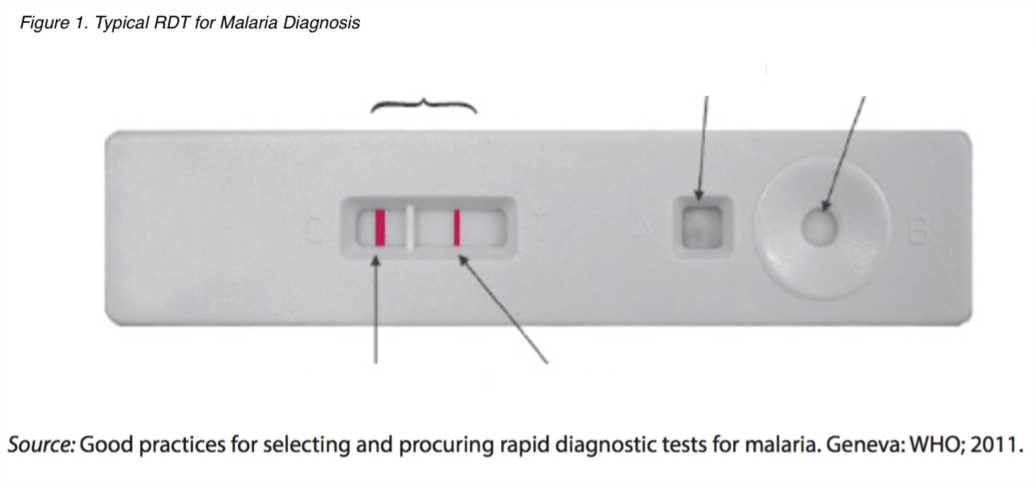 Figure 1. Typical RDT for Malaria Diagnosis
C T A B
Source: Good practices for selecting and procuring rapid diagnostic tests for malaria. Geneva: WHO; 2011.